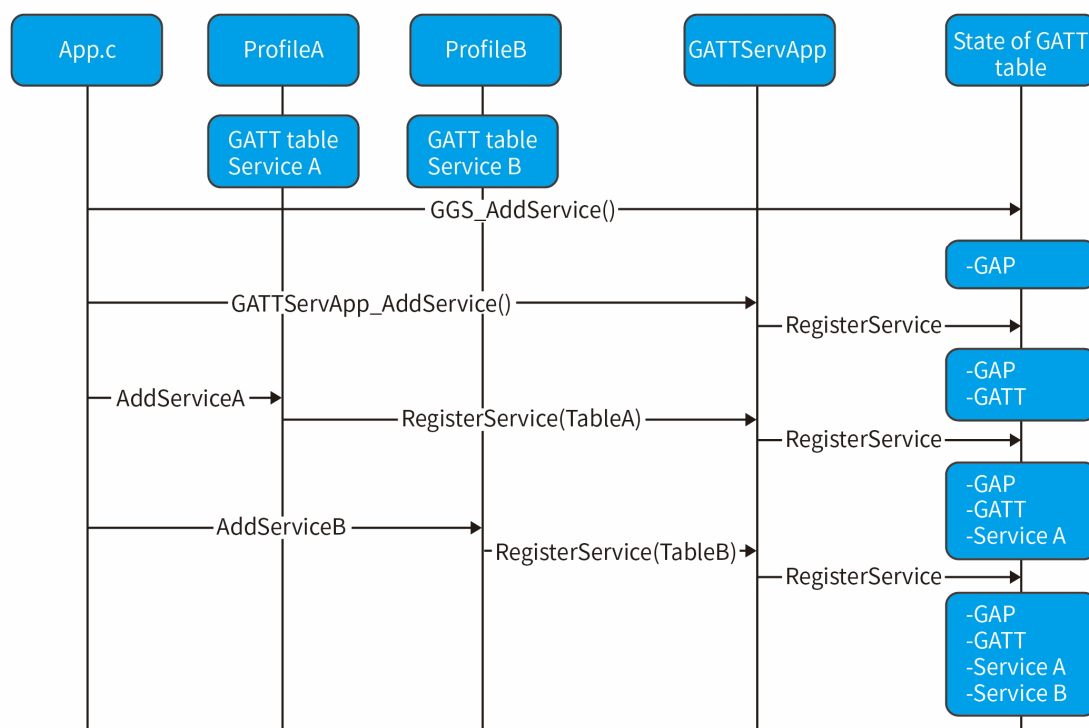 App.c
ProfileA
ProfileB
GATTServApp
State of GATT
table
GATT table
Service A
GATT table
Service B
GGS_AddService()
-GAP
GATTServApp_AddService()
RegisterService
-GAP
-GATT
AddServiceA
RegisterService(TableA)
RegisterService
-GAP
-GATT
-Service A
AddServiceB
RegisterService(TableB)
RegisterService
-GAP
-GATT
-Service A
-Service B